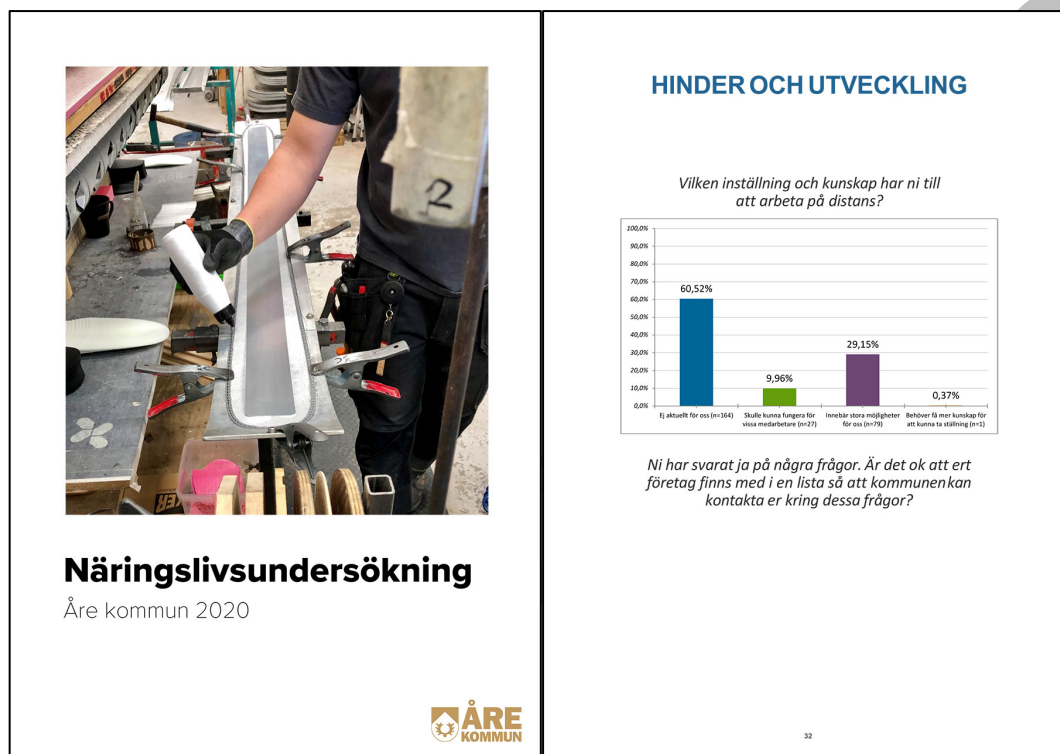 2
Näringslivsundersökning
Åre kommun 2020
ÅRE
KOMMUN
HINDER OCH UTVECKLING
Vilken inställning och kunskap har ni till
att arbeta på distans?
100,0%
90,0%
80,0%
70,0%
60,0%
50,0%
40,0%
30,0%
20,0%
10,0%
0,0%
60,52%
9,96%
29,15%
0,37%
Ej aktuellt för oss (n=164)
Skulle kunna fungera för
vissa medarbetare (n=27)
Innebär stora möjligheter
för oss (n=79)
Behöver få mer kunskap för
att kunna ta ställning (n=1)
Ni har svarat ja på några frågor. Är det ok att ert
företag finns med i en lista så att kommunen kan
kontakta er kring dessa frågor?
32